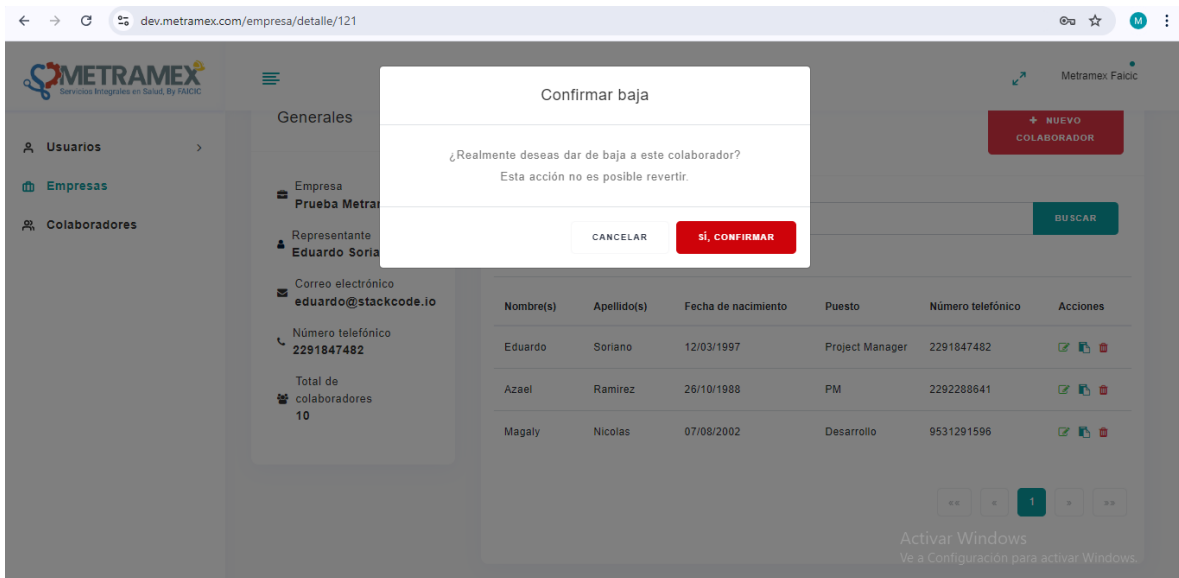 dev.metramex.com/empresa/detalle/121
M
METRAMEX
Servicios Integrales en Salud, By FAICIC
Metramex Faicic
Usuarios
Empresas
Colaboradores
Generales
+ NUEVO
COLABORADOR
Confirmar baja
¿Realmente deseas dar de baja a este colaborador?
Esta acción no es posible revertir.
CANCELAR
SÍ, CONFIRMAR
Empresa
Prueba Metra
Representante
Eduardo Soria
Correo electrónico
eduardo@stackcode.io
Número telefónico
2291847482
Total de
colaboradores
10
BUSCAR
Nombre(s) Apellido(s) Fecha de nacimiento Puesto Número telefónico Acciones
Eduardo Soriano 12/03/1997 Project Manager 2291847482
Azael Ramirez 26/10/1988 PM 2292288641
Magaly Nicolas 07/08/2002 Desarrollo 9531291596
«« « 1 » »»
Activar Windows
Ve a Configuración para activar Windows.